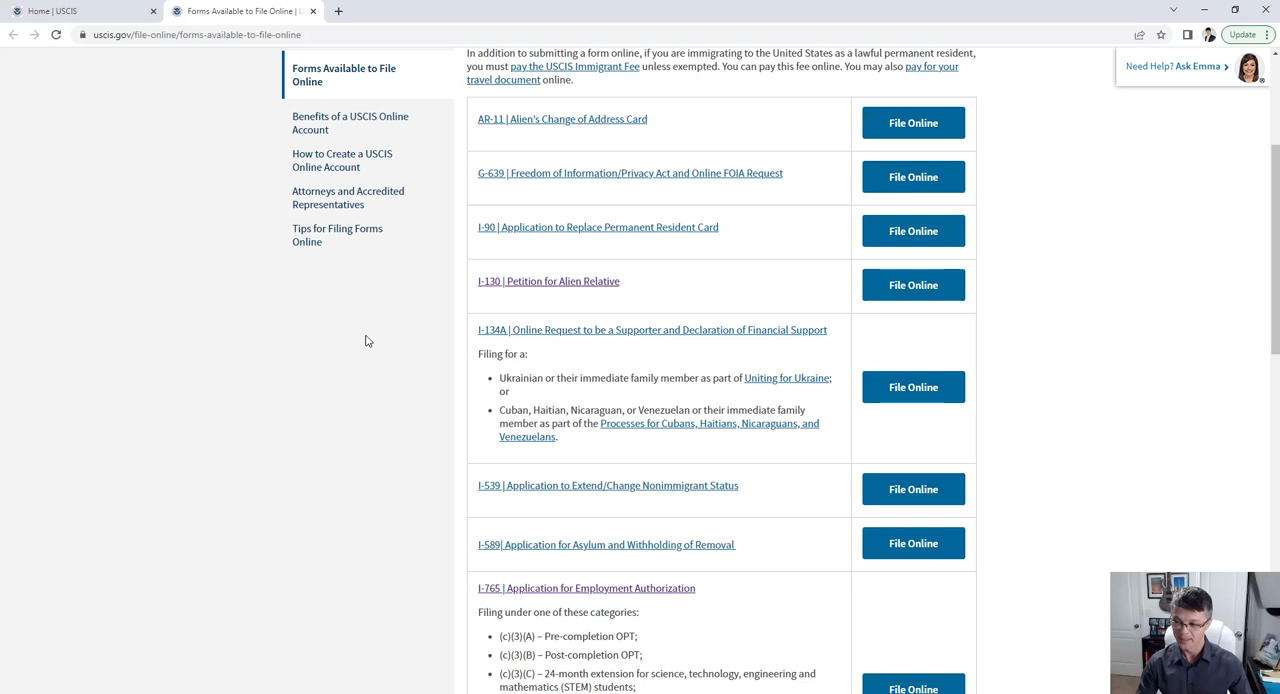 Home | USCIS
Forms Available to File Online |
uscis.gov/file-online/forms-available-to-file-online
Update
Need Help? Ask Emma
Forms Available to File
Online
Benefits of a USCIS Online
Account
How to Create a USCIS
Online Account
Attorneys and Accredited
Representatives
Tips for Filing Forms
Online
In addition to submitting a form online, if you are immigrating to the United States as a lawful permanent resident,
you must pay the USCIS Immigrant Fee unless exempted. You can pay this fee online. You may also pay for your
travel document online.
AR-11 | Alien's Change of Address Card
File Online
G-639 | Freedom of Information/Privacy Act and Online FOIA Request
File Online
I-90 | Application to Replace Permanent Resident Card
File Online
I-130 | Petition for Alien Relative
File Online
I-134A | Online Request to be a Supporter and Declaration of Financial Support
Filing for a:
• Ukrainian or their immediate family member as part of Uniting for Ukraine;
or
• Cuban, Haitian, Nicaraguan, or Venezuelan or their immediate family
member as part of the Processes for Cubans, Haitians, Nicaraguans, and
Venezuelans.
File Online
I-539 | Application to Extend/Change Nonimmigrant Status
File Online
I-589| Application for Asylum and Withholding of Removal
File Online
I-765 | Application for Employment Authorization
Filing under one of these categories:
• (c)(3)(A) – Pre-completion OPT;
• (c)(3)(B) – Post-completion OPT;
• (c)(3)(C) – 24-month extension for science, technology, engineering and
mathematics (STEM) students;
File Online